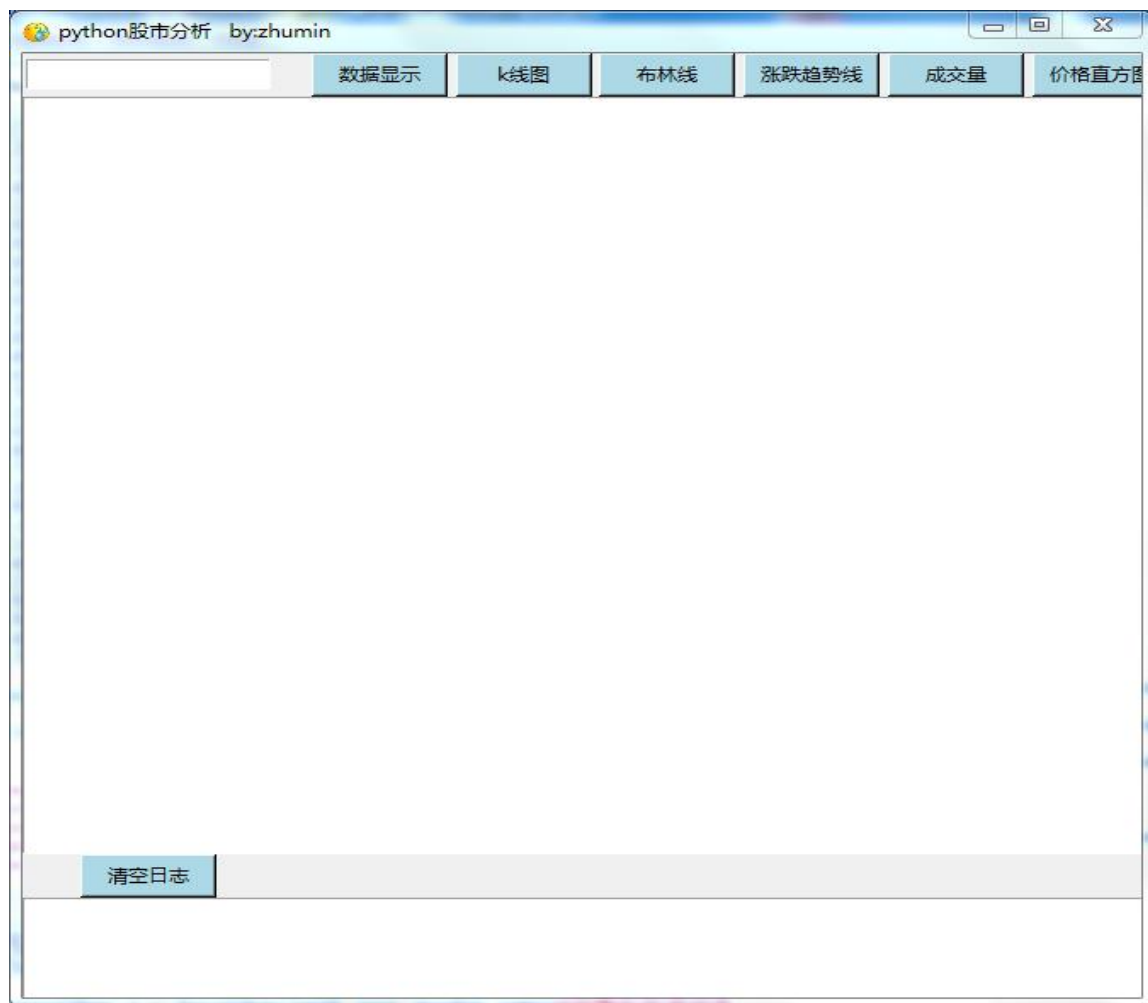 python股市分析 by:zhumin
数据显示 k线图 布林线 涨跌趋势线 成交量 价格直方图
清空日志